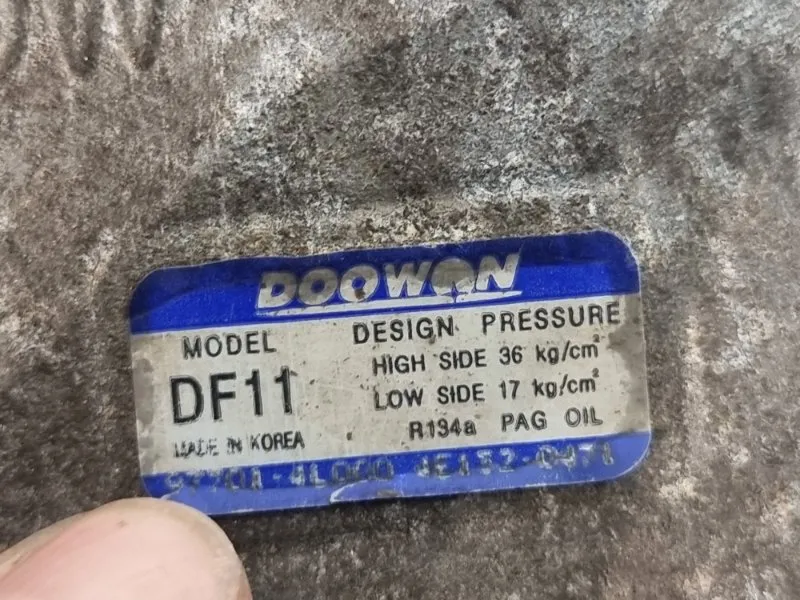 DOOWON
MODEL
DF11
MADE IN KOREA
DESIGN PRESSURE
HIGH SIDE 36 kg/cm²
LOW SIDE 17 kg/cm²
R134a PAG OIL